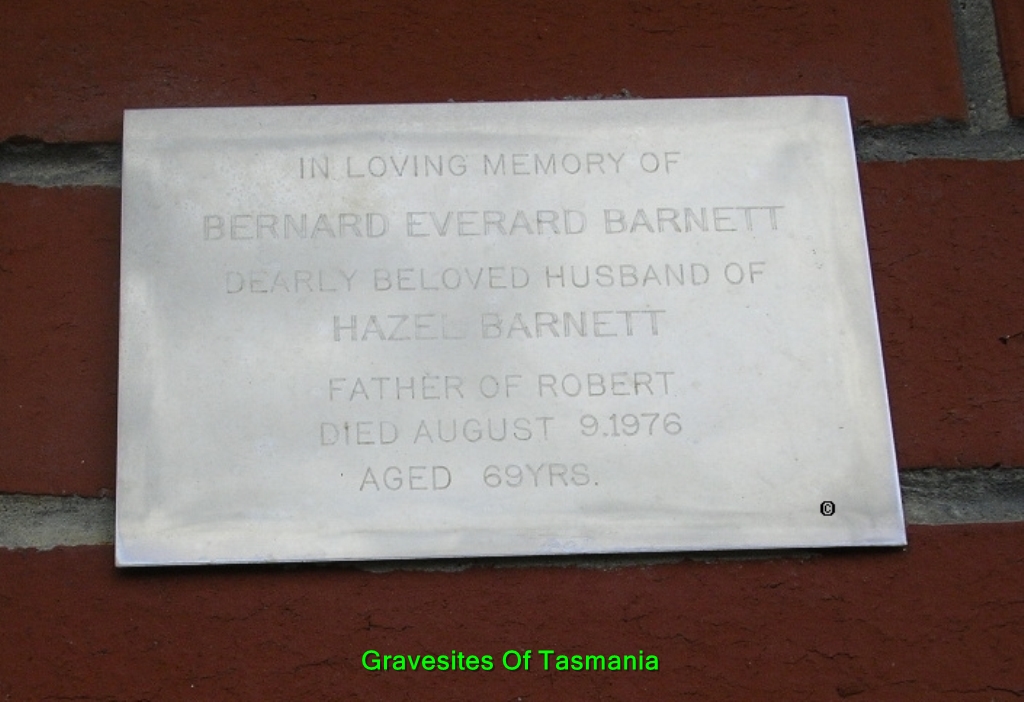 IN LOVING MEMORY OF
BERNARD EVERARD BARNETT
DEARLY BELOVED HUSBAND OF
HAZEL BARNETT
FATHER OF ROBERT
DIED AUGUST 9.1976
AGED 69YRS.
©
Gravesites Of Tasmania